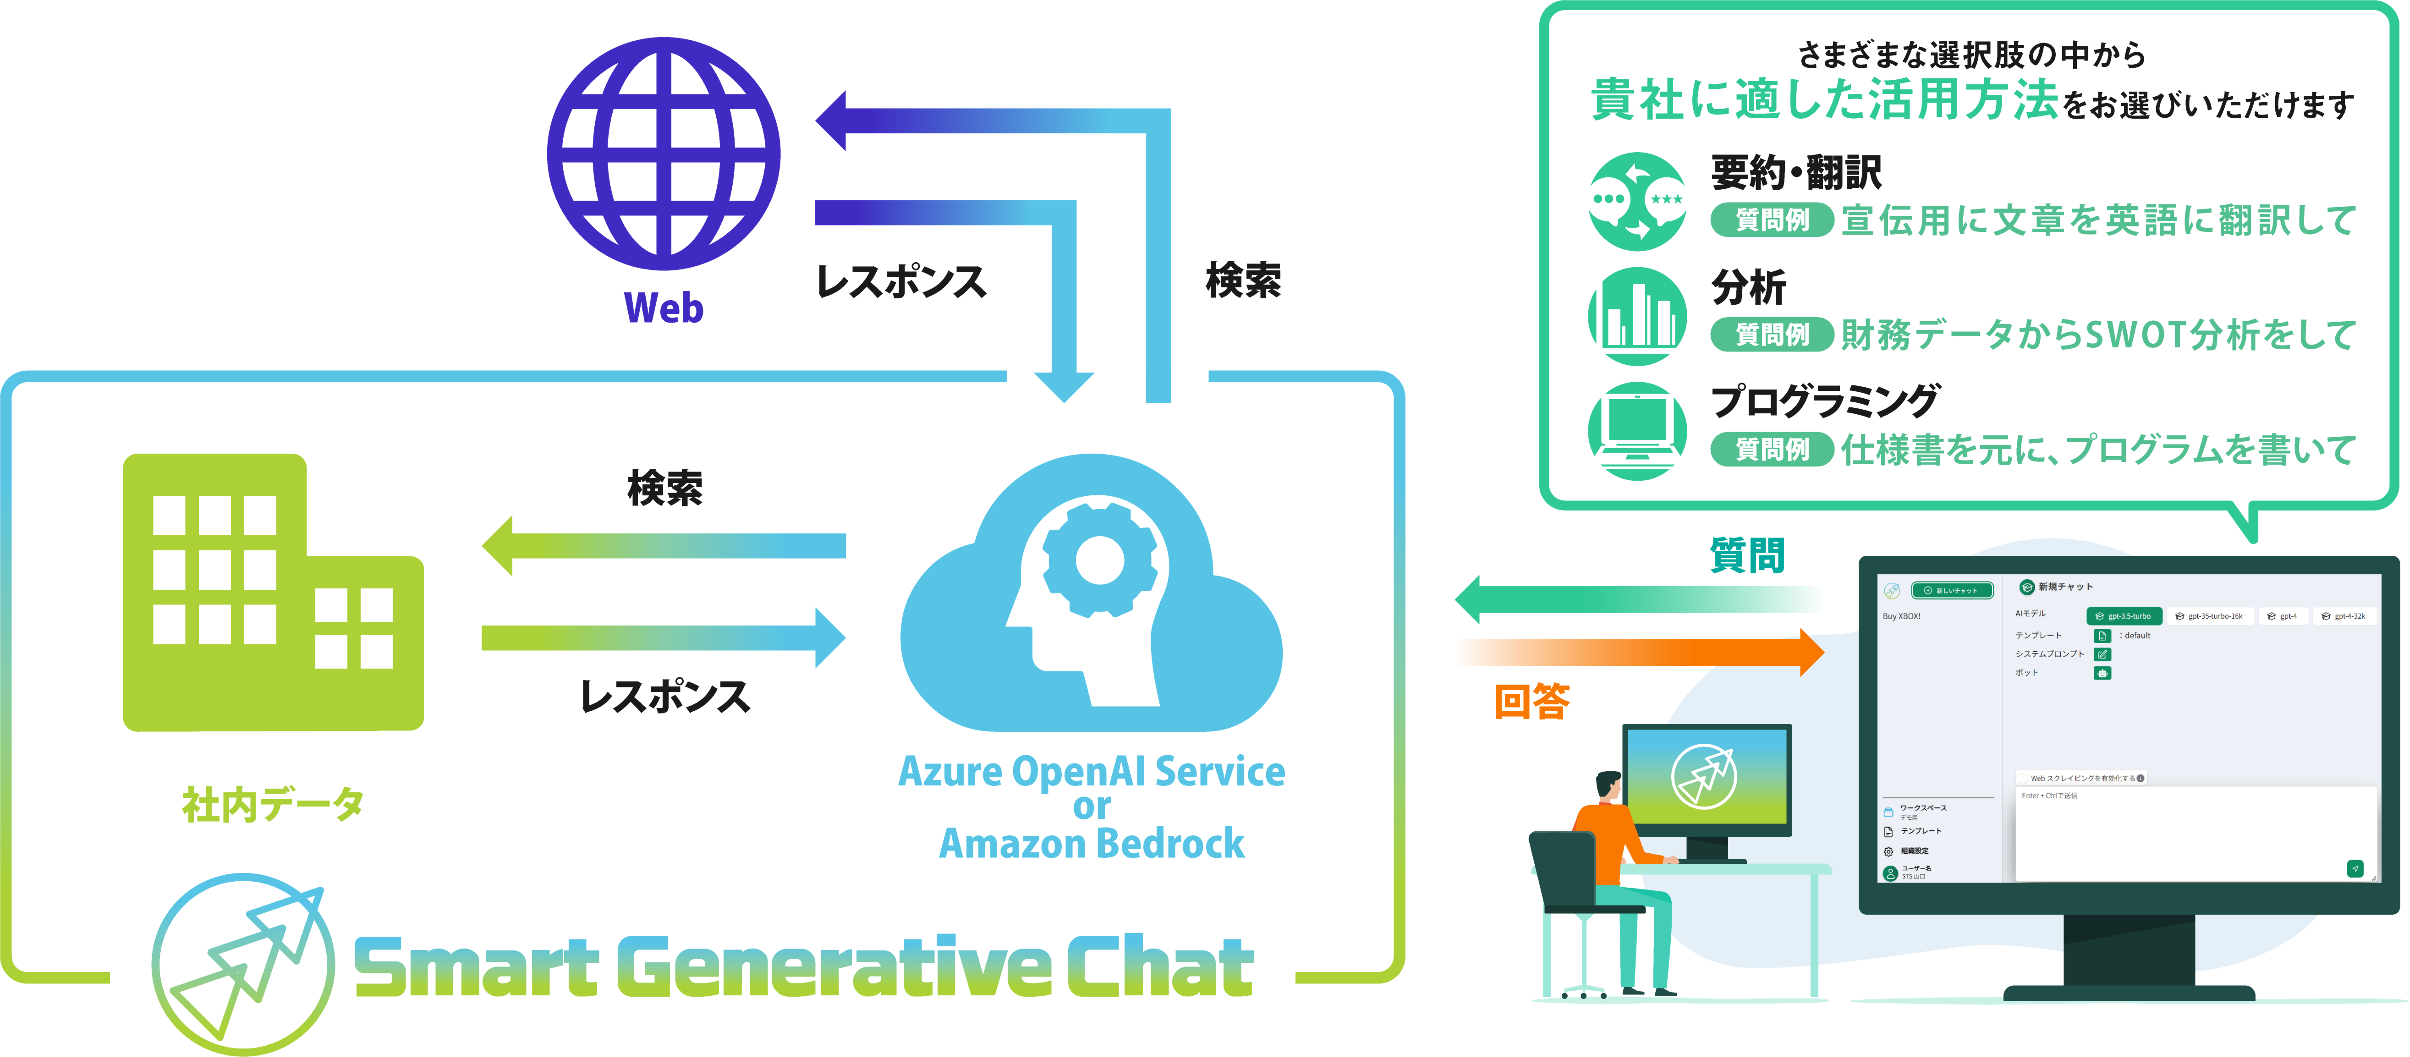 Web
レスポンス
検索
検索
レスポンス
社内データ
Azure OpenAI Service
or
Amazon Bedrock
Smart Generative Chat
さまざまな選択肢の中から
貴社に適した活用方法をお選びいただけます
要約・翻訳
質問例 宣伝用に文章を英語に翻訳して
分析
質問例 財務データからSWOT分析をして
プログラミング
質問例 仕様書を元に、プログラムを書いて
質問
回答
新しいチャット
Buy XBOX!
新規チャット
AIモデル gpt-3.5-turbo gpt-35-turbo-16k gpt-4 gpt-4-32k
テンプレート : default
システムプロンプト
ボット
Web スクレイピングを有効化する
Enter + Ctrlで送信
ワークスペース
デモ用
テンプレート
組織設定
ユーザー名
STS 山口